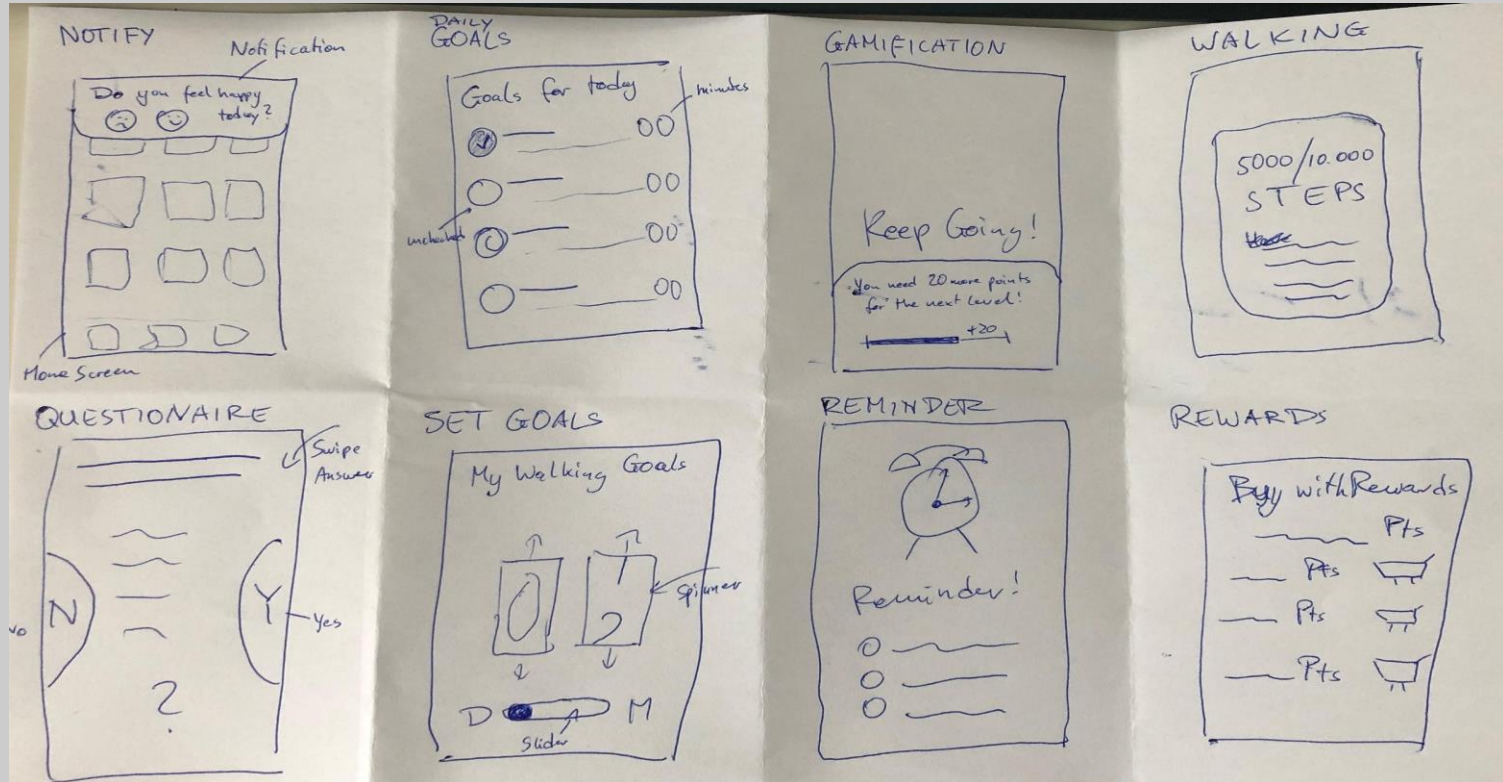 NOTIFY
Notification
Do you feel happy
today?
Home Screen
DAILY
GOALS
Goals for today
minutes
00
00
unchecked
00
00
GAMIFICATION
Keep Going!
You need 20 more points
for the next level!
+20
WALKING
5000/10.000
STEPS
QUESTIONAIRE
Swipe
Answer
N
Y
Yes
?
SET GOALS
My Walking Goals
0
Spinner
D
M
Slider
REMINDER
Reminder!
REWARDS
Buy with Rewards
Pts
Pts
Pts
Pts